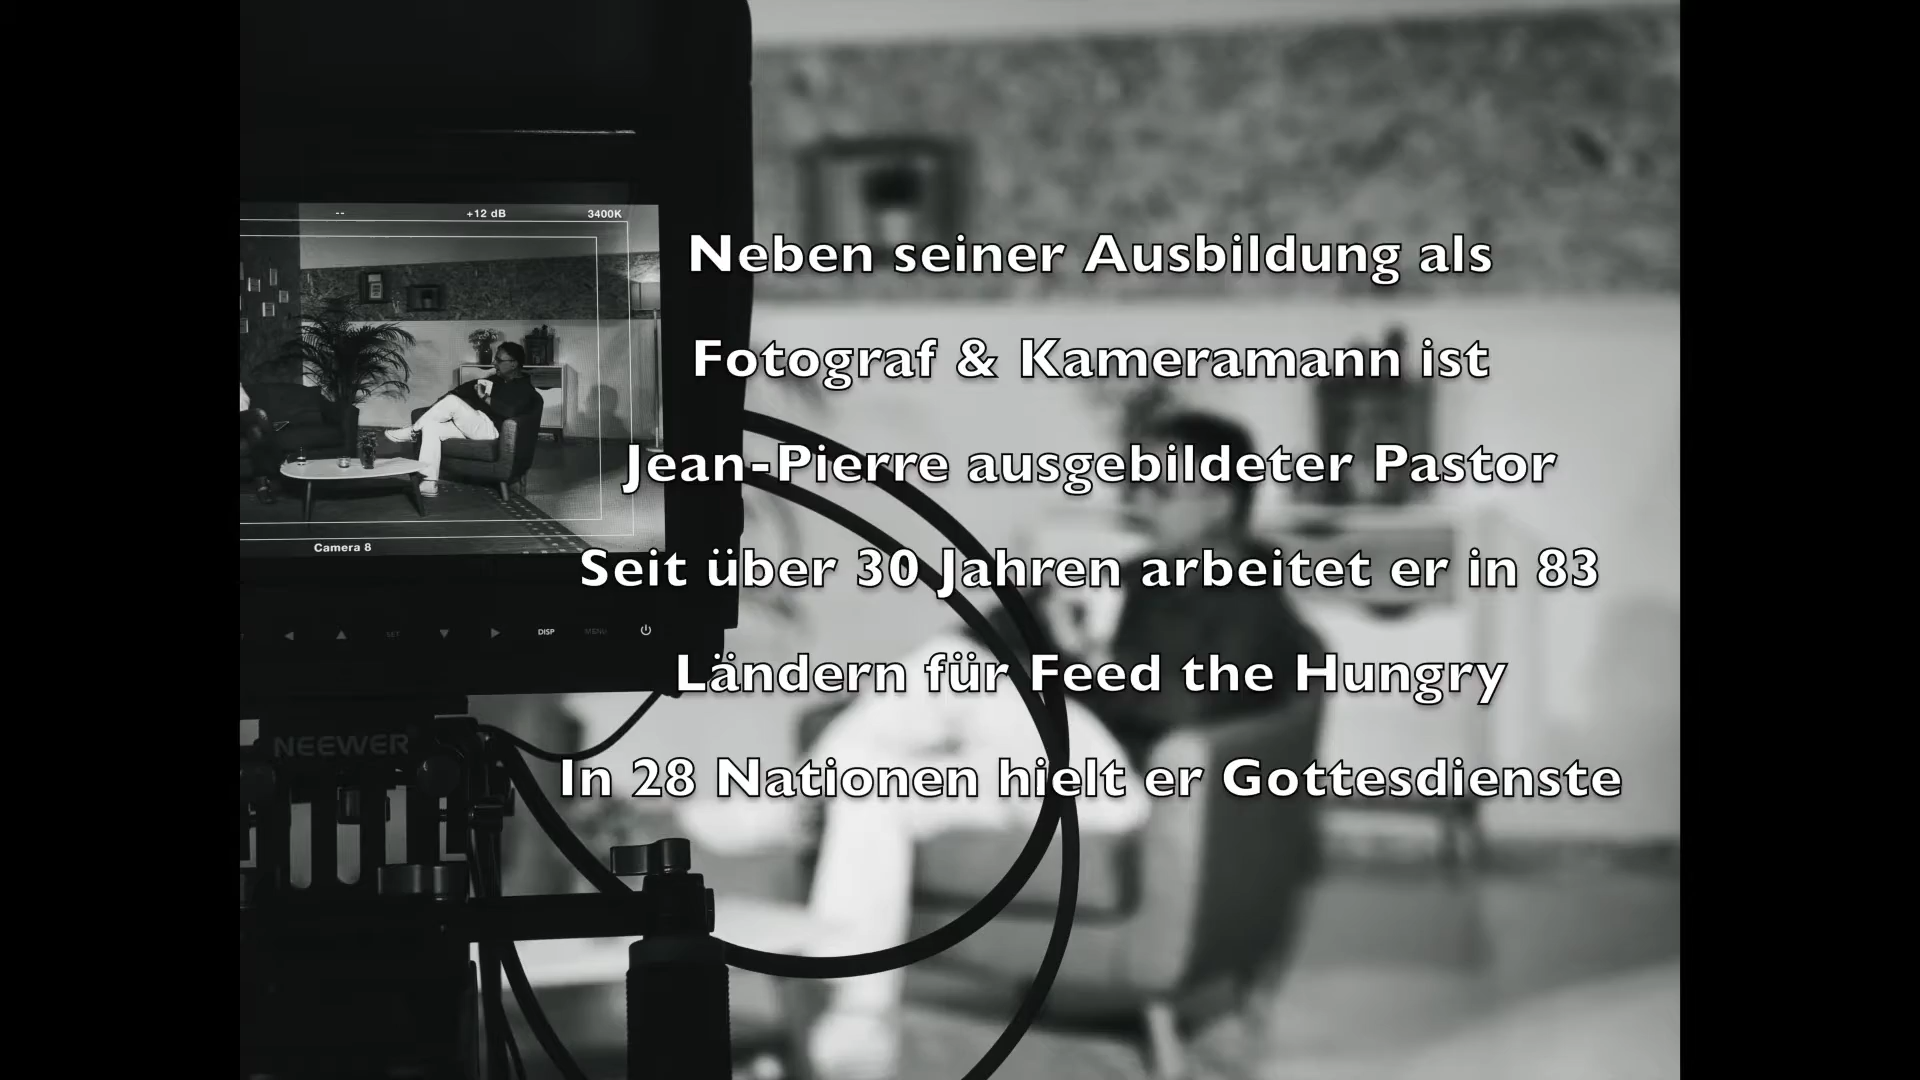 -- +12 dB 3400K
Neben seiner Ausbildung als
Fotograf & Kameramann ist
Jean-Pierre ausgebildeter Pastor
Seit über 30 Jahren arbeitet er in 83
Ländern für Feed the Hungry
In 28 Nationen hielt er Gottesdienste
Camera 8
SET DISP MENU
NEEWER